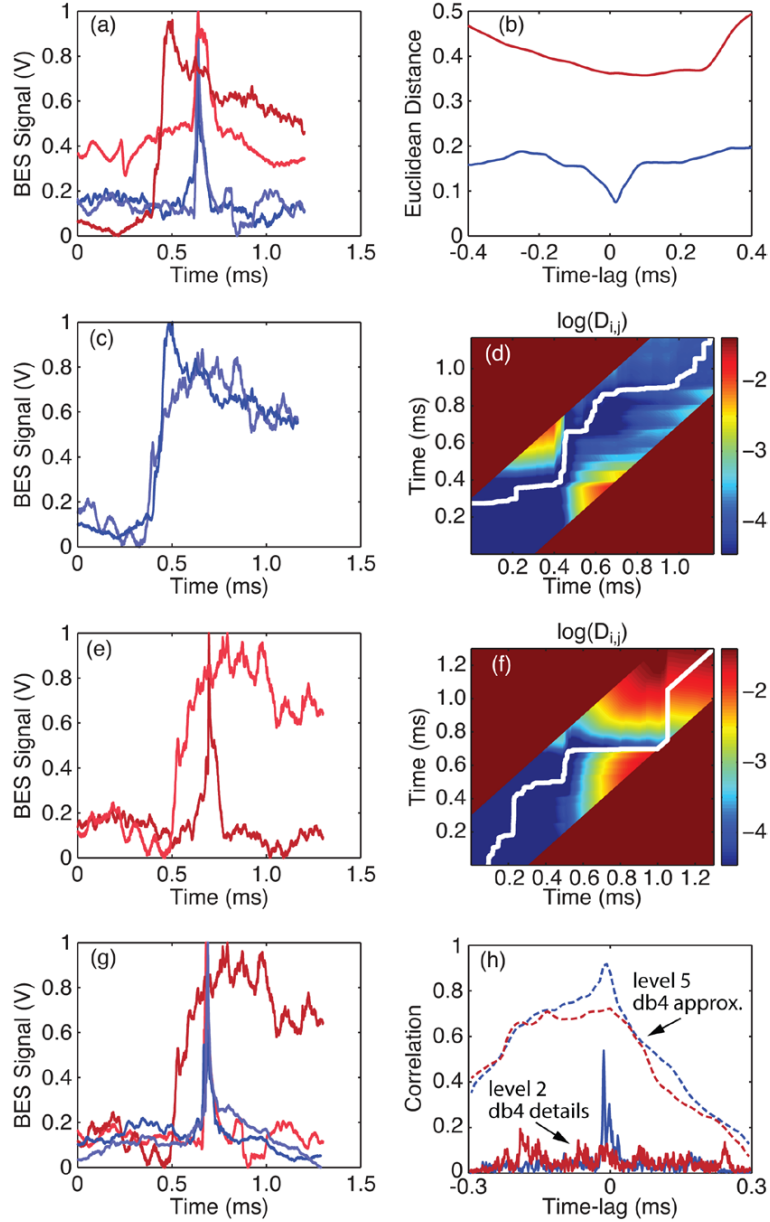 (a)
BES Signal (V)
1
0.8
0.6
0.4
0.2
0
0
0.5
1.0
1.5
Time (ms)
(b)
Euclidean Distance
0.5
0.4
0.3
0.2
0.1
0
-0.4
-0.2
0
0.2
0.4
Time-lag (ms)
(c)
BES Signal (V)
1
0.8
0.6
0.4
0.2
0
0
0.5
1.0
1.5
Time (ms)
log(D i,j)
(d)
Time (ms)
1.0
0.8
0.6
0.4
0.2
0.2 0.4 0.6 0.8 1.0
Time (ms)
−2
−3
−4
(e)
BES Signal (V)
1
0.8
0.6
0.4
0.2
0
0
0.5
1.0
1.5
Time (ms)
log(D i,j)
(f)
Time (ms)
1.2
1.0
0.8
0.6
0.4
0.2
0.2 0.4 0.6 0.8 1.0 1.2
Time (ms)
−2
−3
−4
(g)
BES Signal (V)
1
0.8
0.6
0.4
0.2
0
0
0.5
1.0
1.5
Time (ms)
(h)
Correlation
1
0.8
0.6
0.4
0.2
0
level 5
db4 approx.
level 2
db4 details
-0.3
0
0.3
Time-lag (ms)